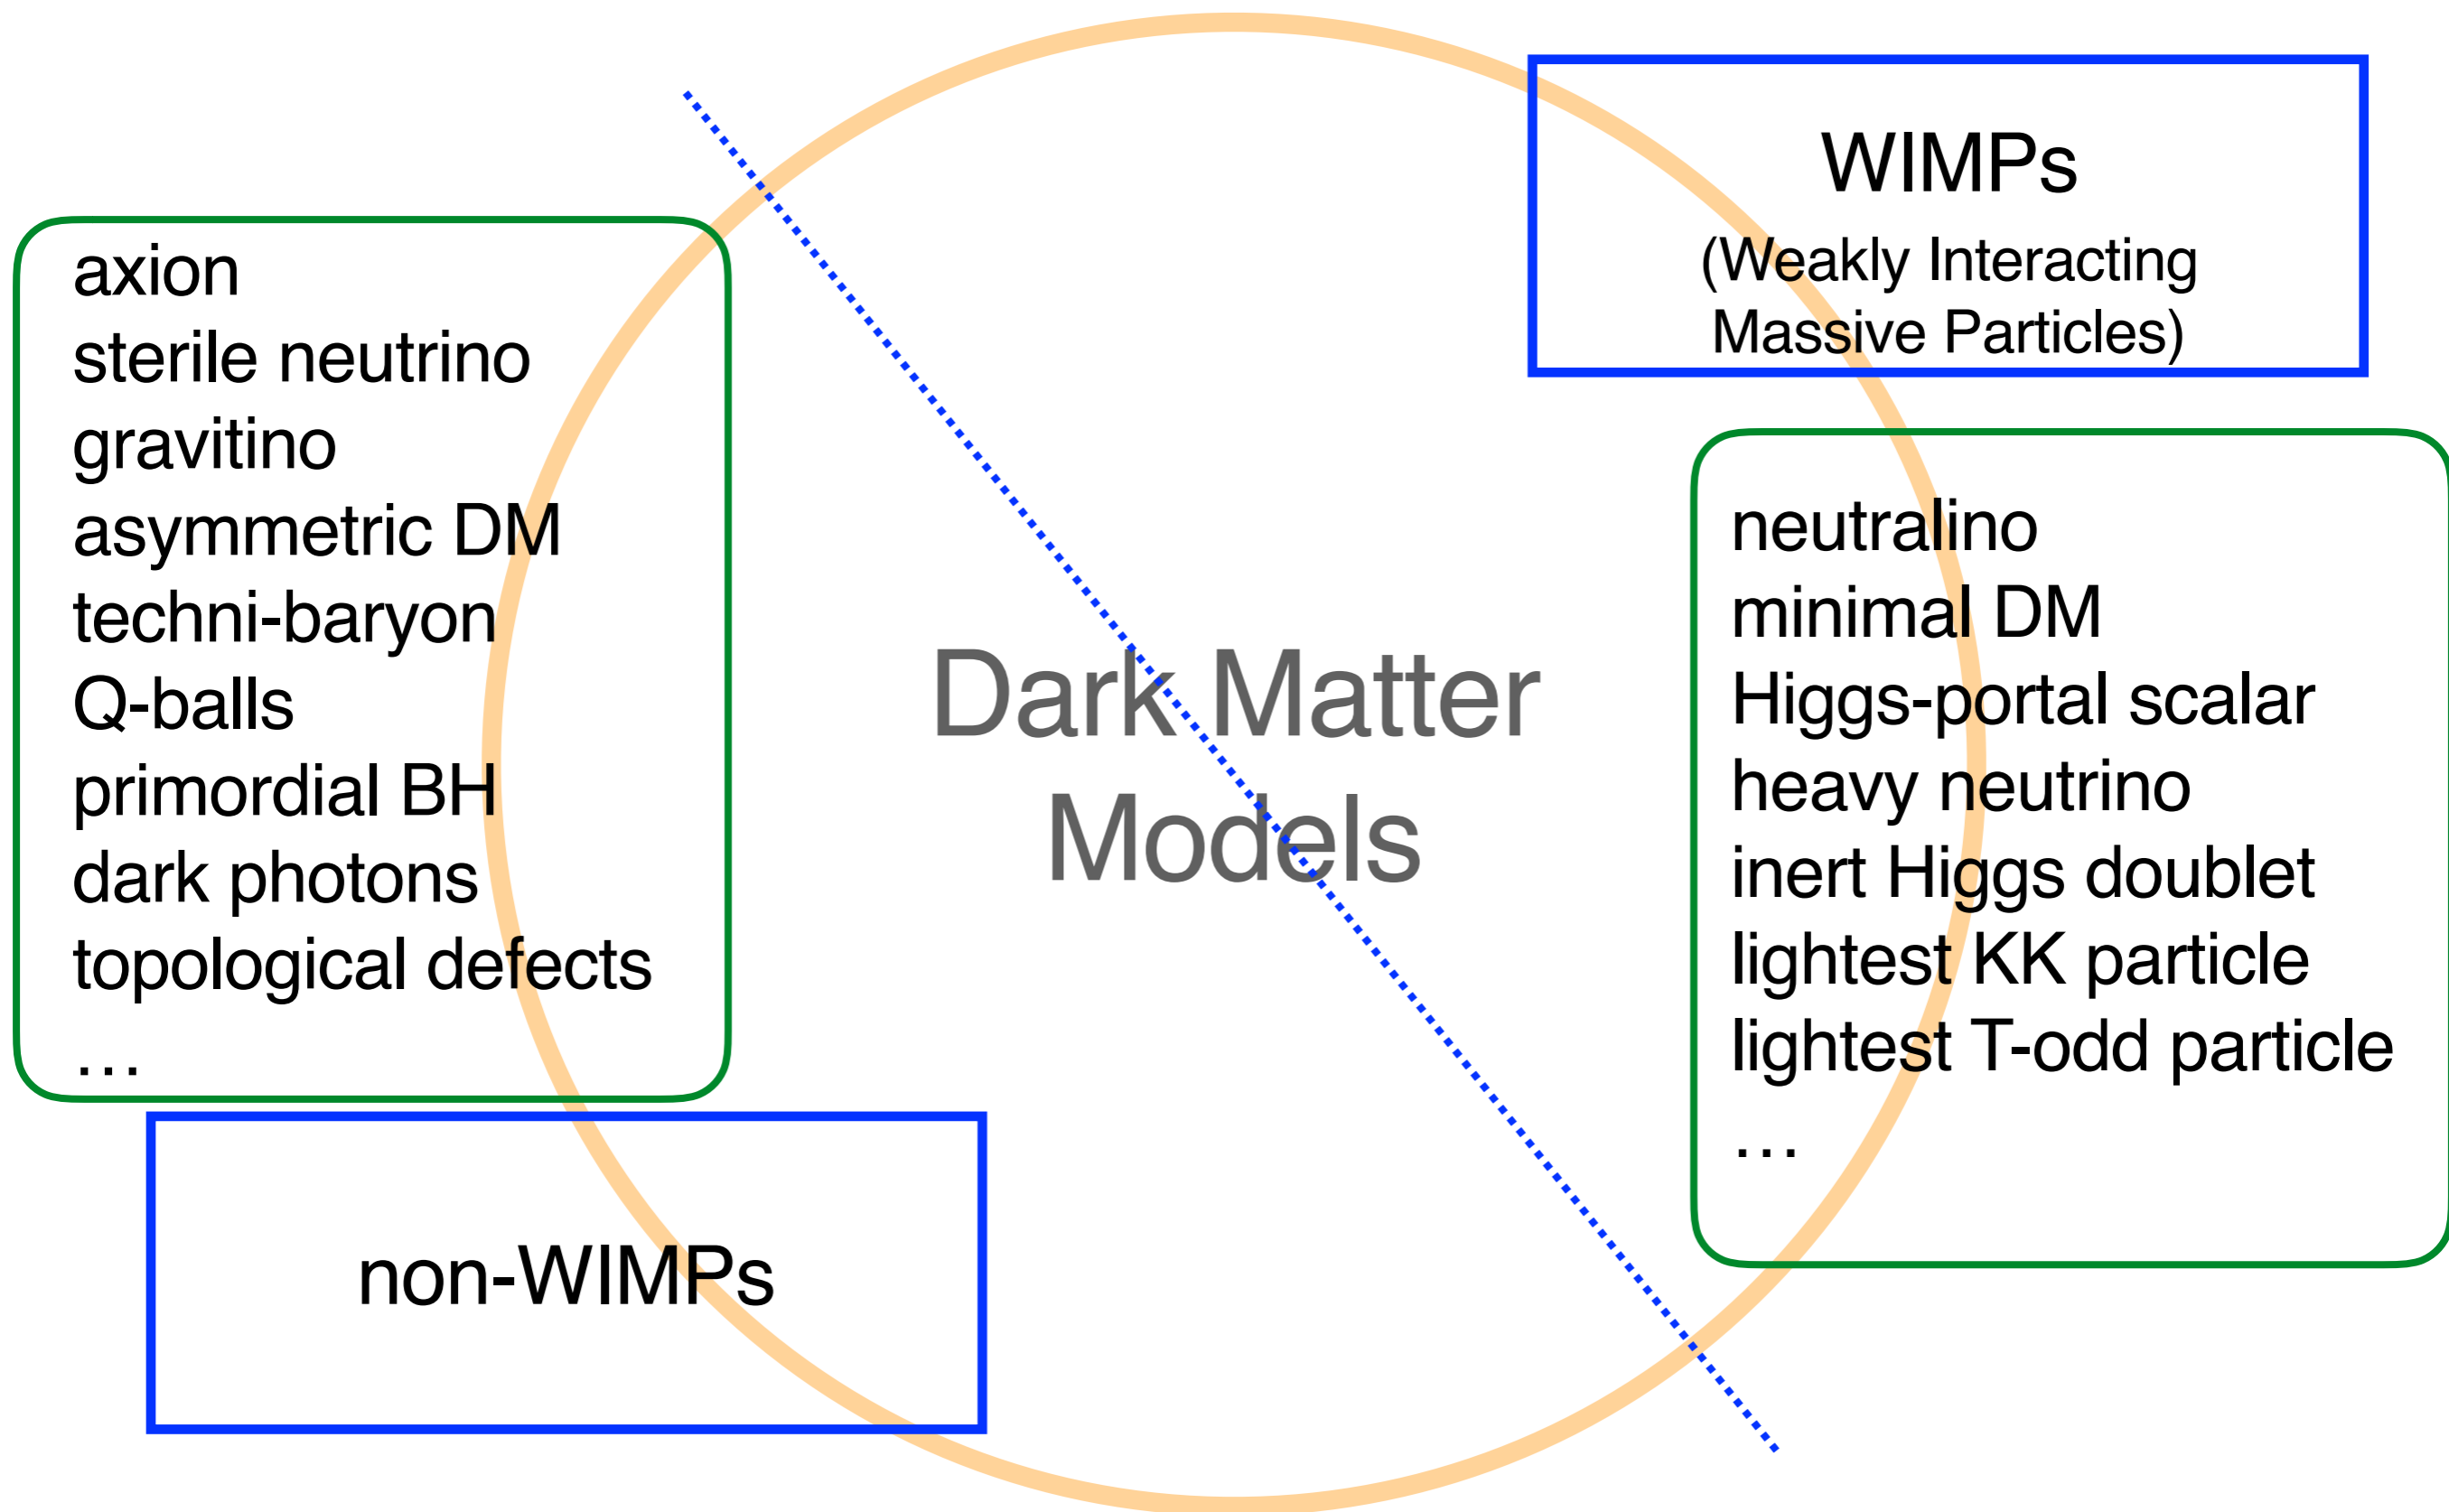 WIMPs
(Weakly Interacting
Massive Particles)
axion
sterile neutrino
gravitino
asymmetric DM
techni-baryon
Q-balls
primordial BH
dark photons
topological defects
...
Dark Matter
Models
neutralino
minimal DM
Higgs-portal scalar
heavy neutrino
inert Higgs doublet
lightest KK particle
lightest T-odd particle
...
non-WIMPs